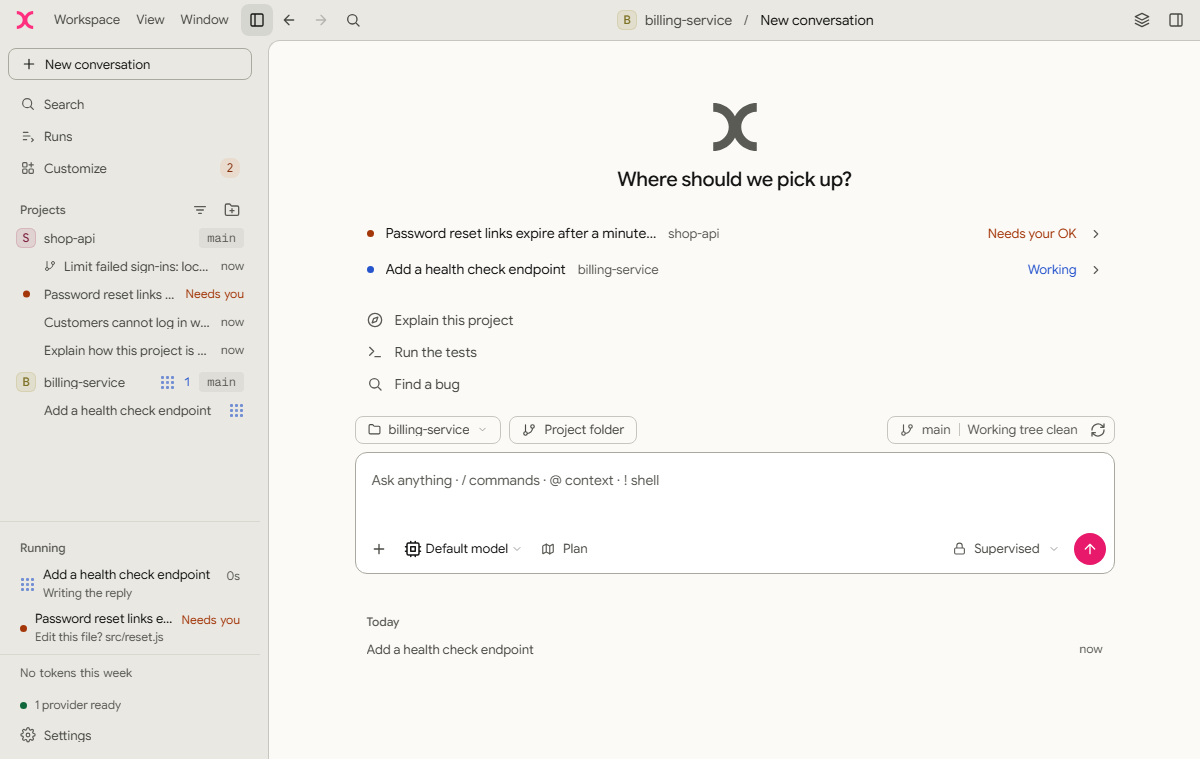 Workspace View Window
B billing-service / New conversation
New conversation
Search
Runs
Customize 2
Projects
S shop-api main
Limit failed sign-ins: loc... now
Password reset links ... Needs you
Customers cannot log in w... now
Explain how this project is ... now
B billing-service 1 main
Add a health check endpoint
Running
Add a health check endpoint 0s
Writing the reply
Password reset links e... Needs you
Edit this file? src/reset.js
No tokens this week
1 provider ready
Settings
Where should we pick up?
Password reset links expire after a minute... shop-api Needs your OK
Add a health check endpoint billing-service Working
Explain this project
Run the tests
Find a bug
billing-service Project folder main Working tree clean
Ask anything · / commands · @ context · ! shell
Default model Plan Supervised
Today
Add a health check endpoint now